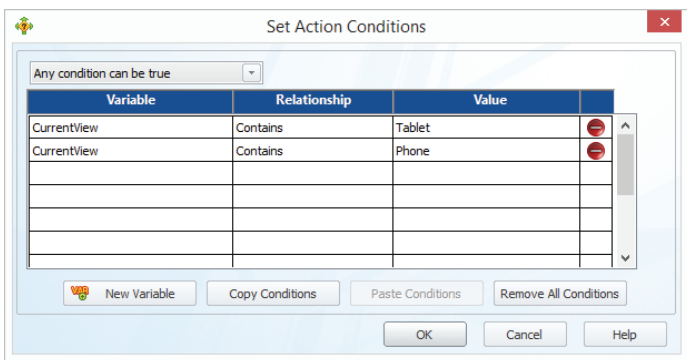 Set Action Conditions
Any condition can be true
Variable Relationship Value
CurrentView Contains Tablet
CurrentView Contains Phone
VAR New Variable Copy Conditions Paste Conditions Remove All Conditions
OK Cancel Help